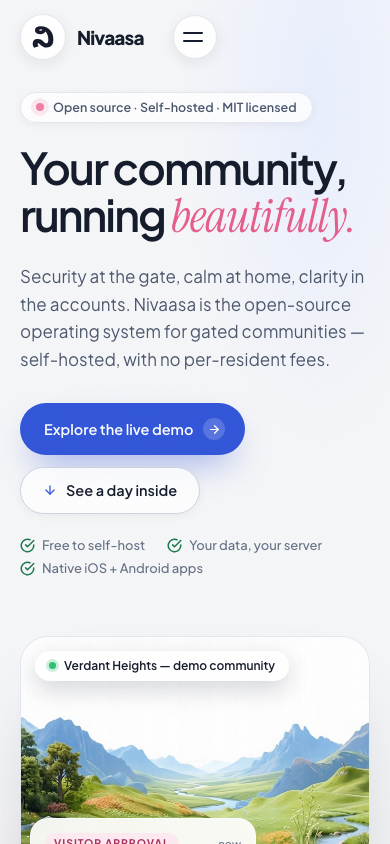 Nivaasa
Open source · Self-hosted · MIT licensed
Your community,
running beautifully.
Security at the gate, calm at home, clarity in
the accounts. Nivaasa is the open-source
operating system for gated communities —
self-hosted, with no per-resident fees.
Explore the live demo
See a day inside
Free to self-host
Your data, your server
Native iOS + Android apps
Verdant Heights — demo community
VISITOR APPROVAL